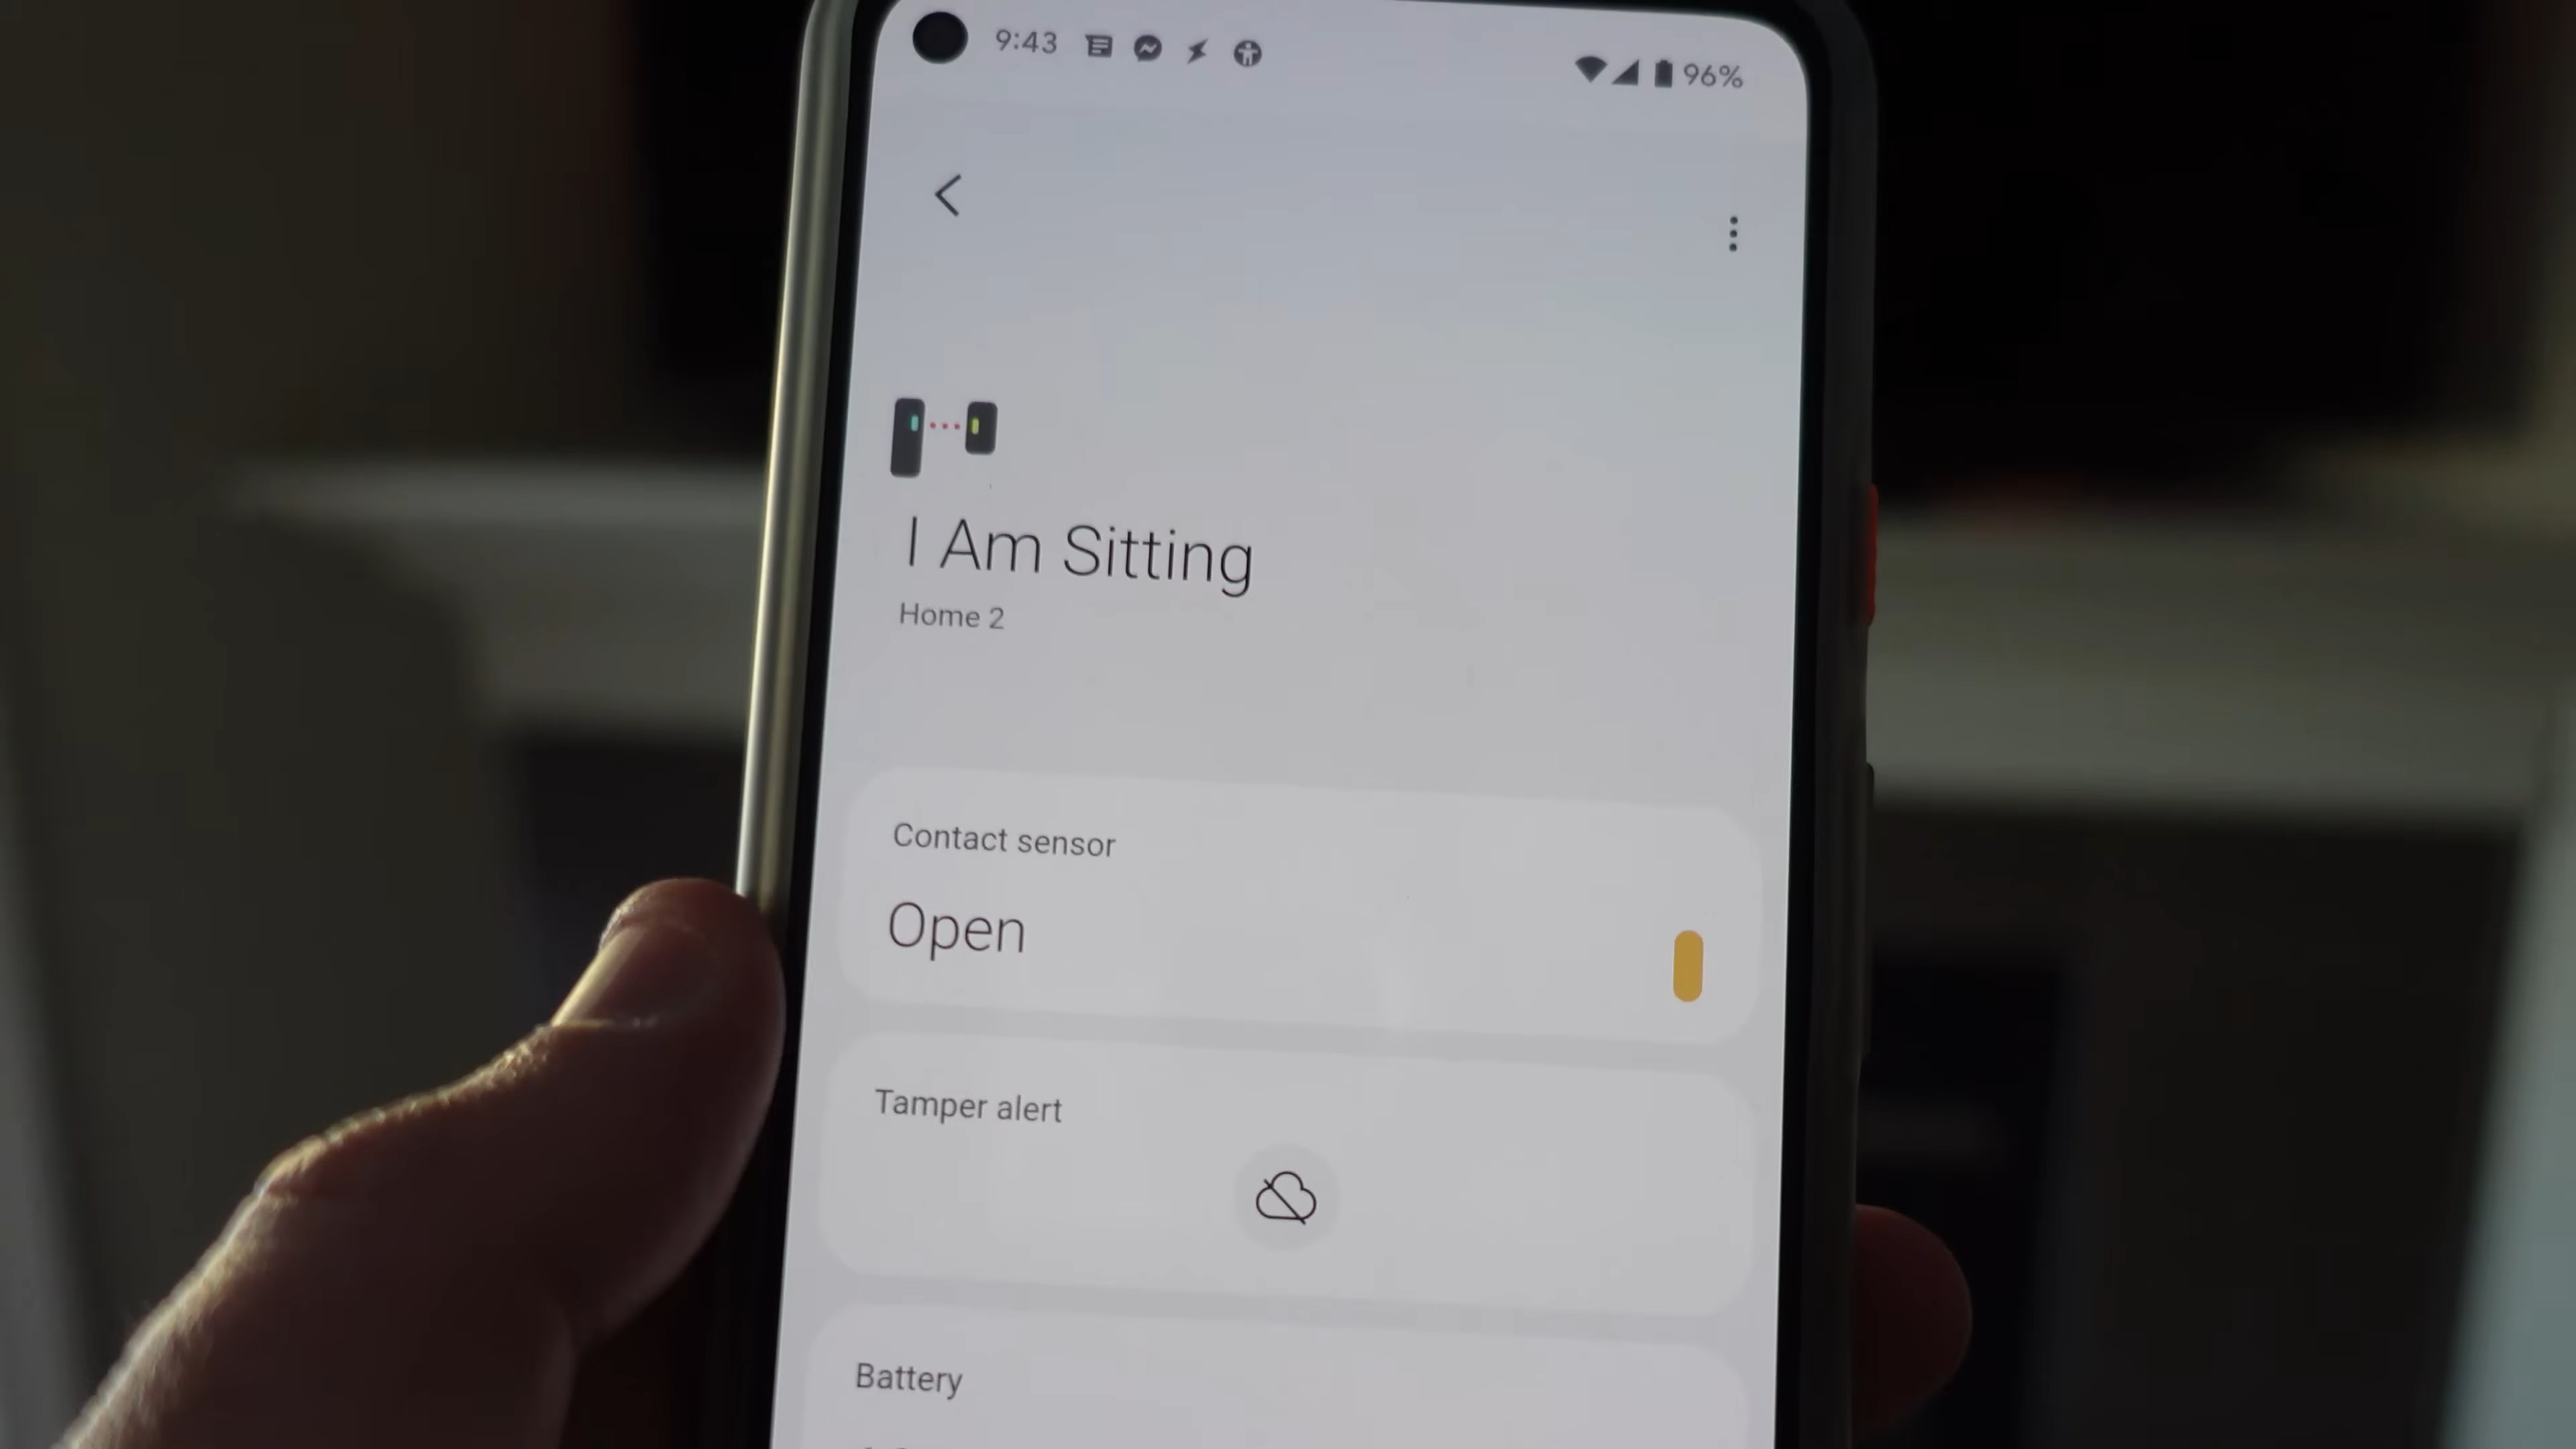 9:43
96%
I Am Sitting
Home 2
Contact sensor
Open
Tamper alert
Battery